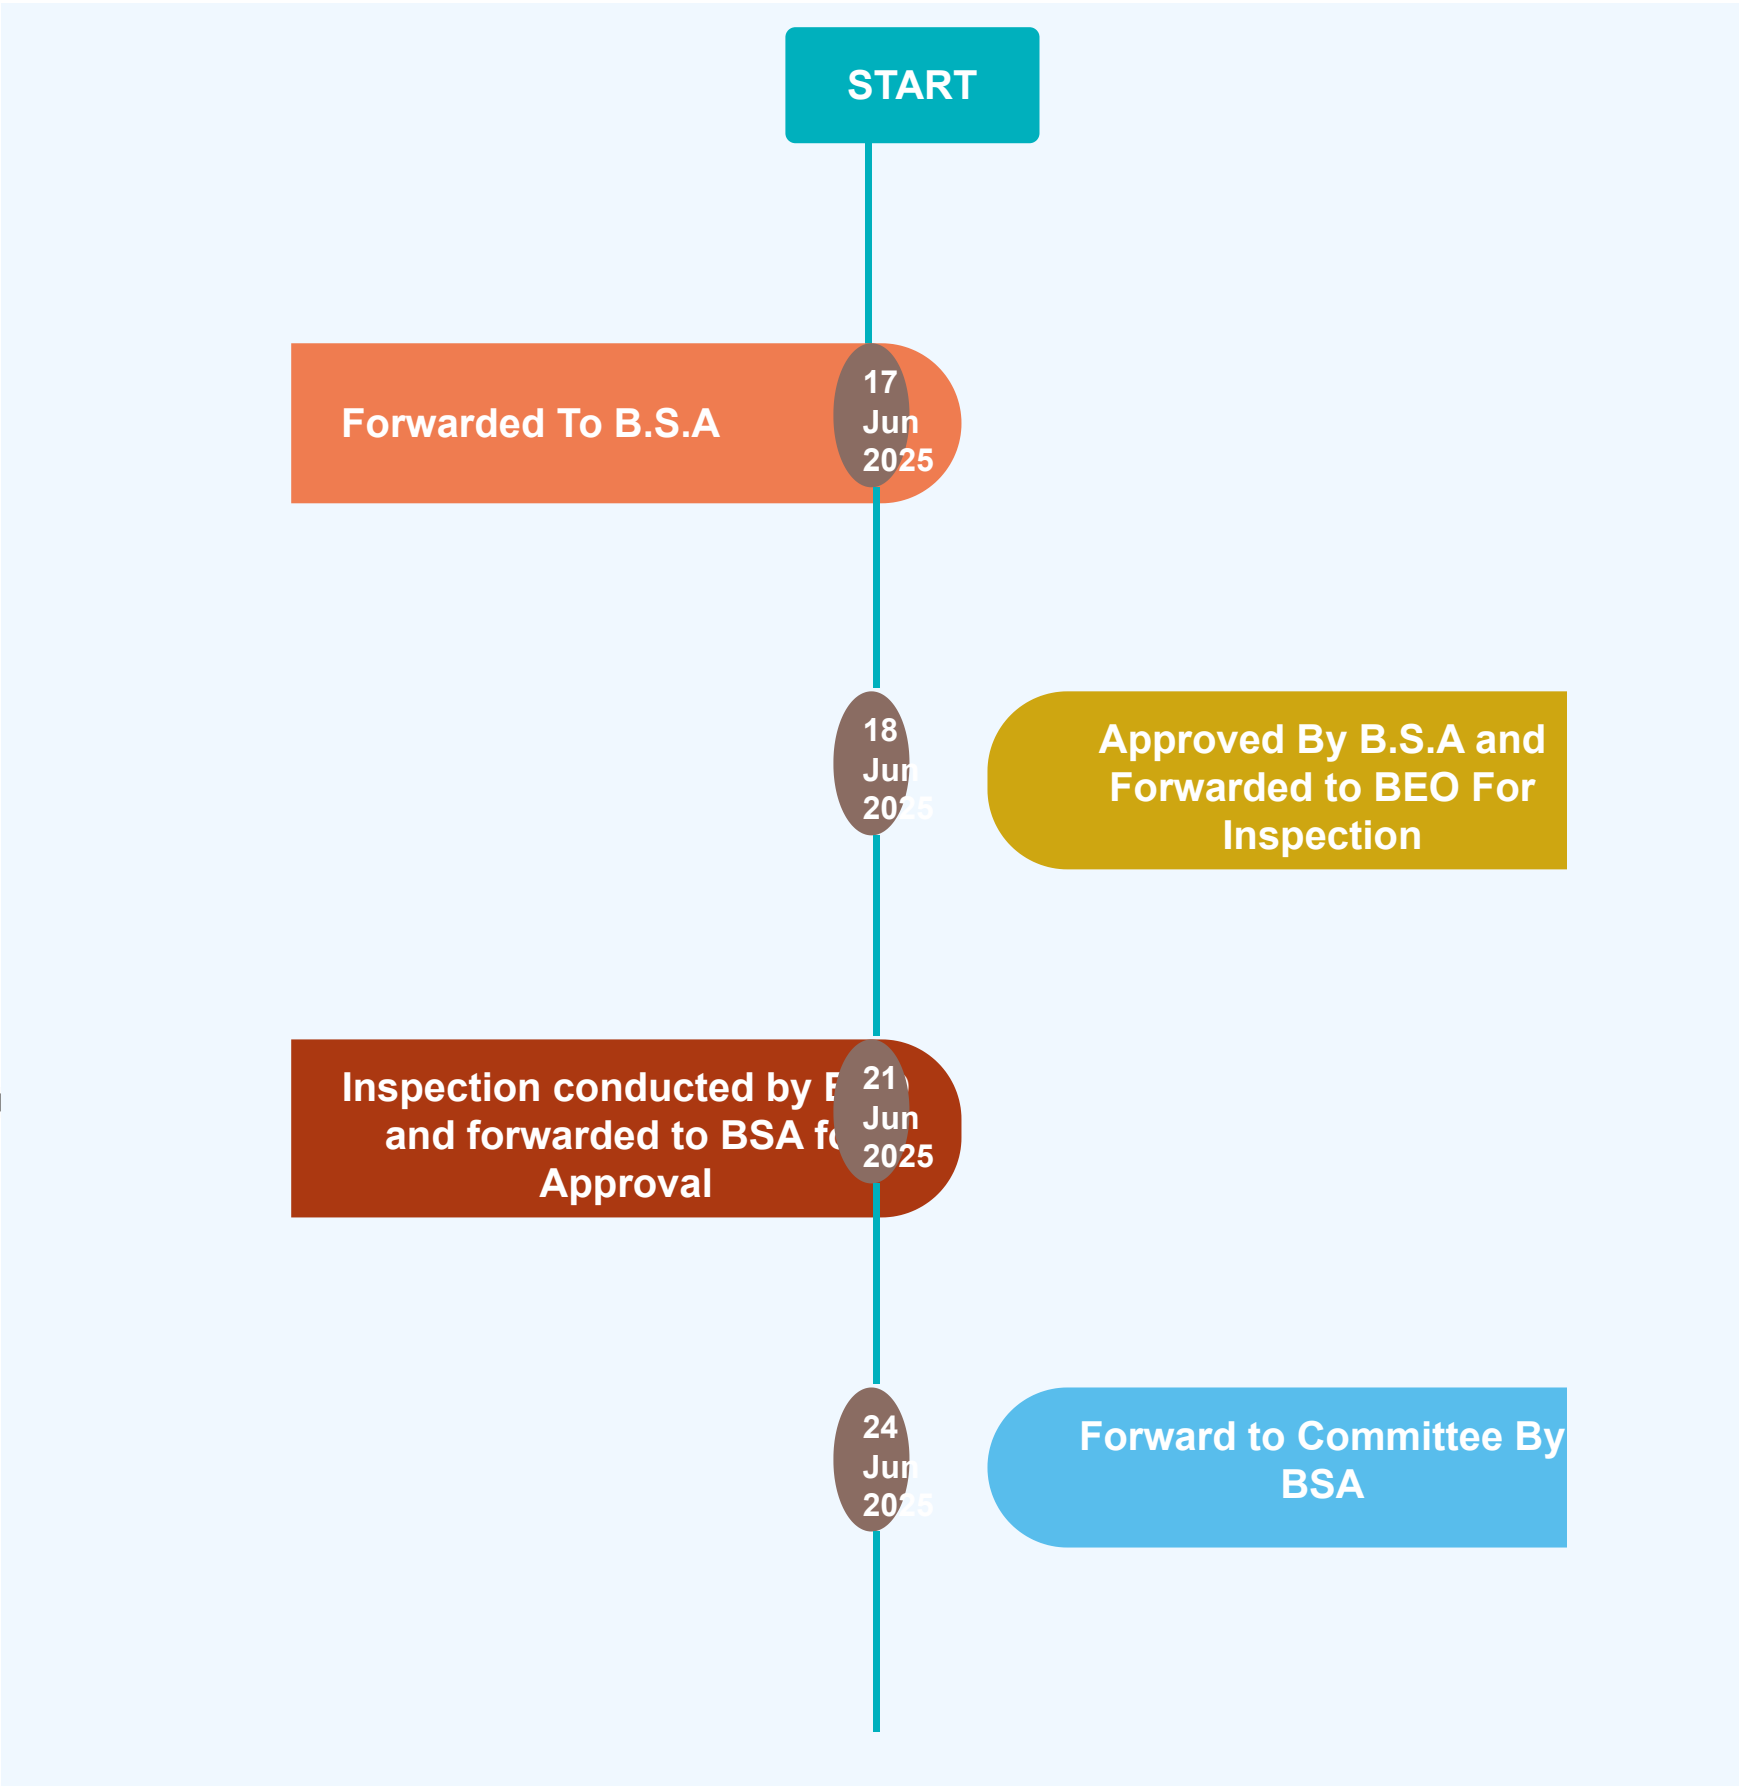 START
Forwarded To B.S.A
17
Jun
2025
18
Jun
2025
Approved By B.S.A and
Forwarded to BEO For
Inspection
Inspection conducted by
and forwarded to BSA
Approval
21
Jun
2025
24
Jun
2025
Forward to Committee By
BSA